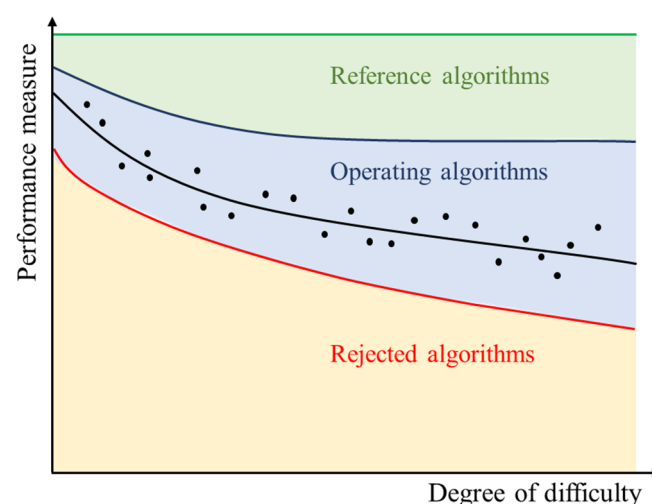 Performance measure
Reference algorithms
Operating algorithms
Rejected algorithms
Degree of difficulty